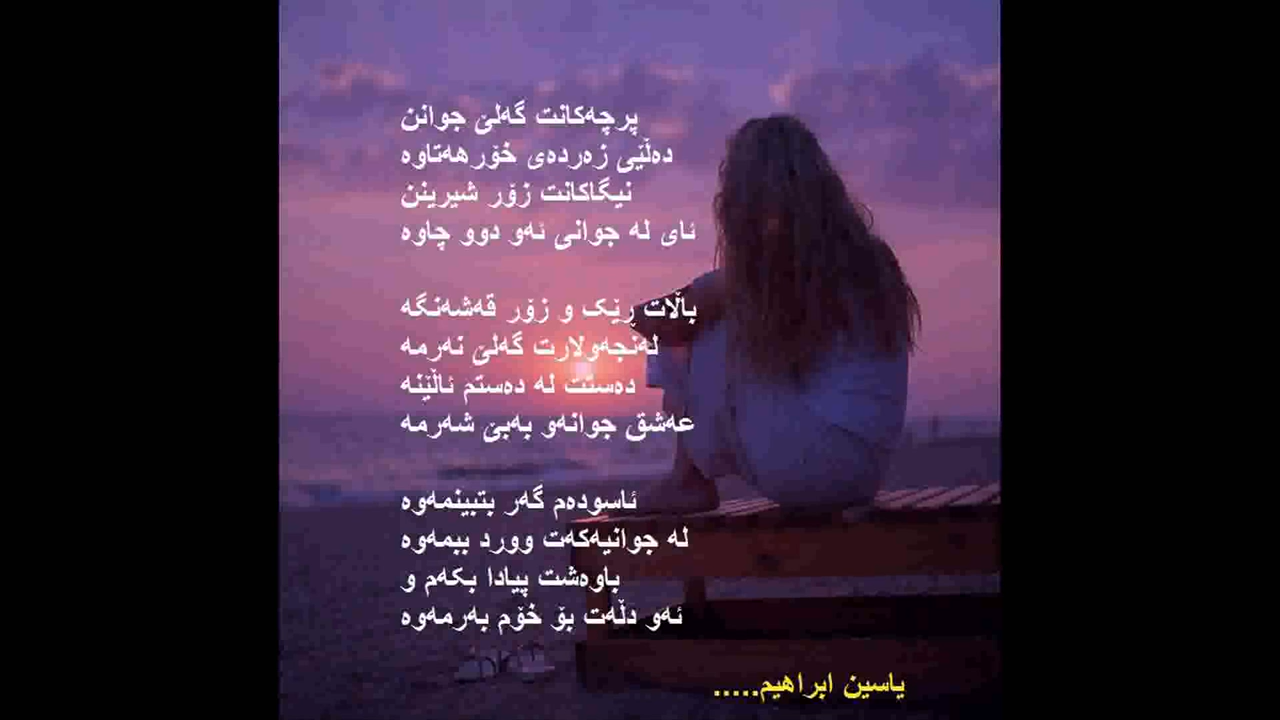 پرچەکانت گەلێ جوانن
دەڵێی زەردەی خۆرهەتاوە
نیگاکانت زۆر شیرینن
ئای لە جوانی ئەو دوو چاوە
باڵات ڕێک و زۆر قەشەنگە
لەنجەولارت گەلێ نەرمە
دەستت لە دەستم ئاڵێنە
عەشق جوانەو بەبێ شەرمە
ئاسودەم گەر بتبینمەوە
لە جوانیەکەت وورد ببمەوە
باوەشت پیادا بکەم و
ئەو دڵەت بۆ خۆم بەرمەوە
یاسین ابراهیم.....